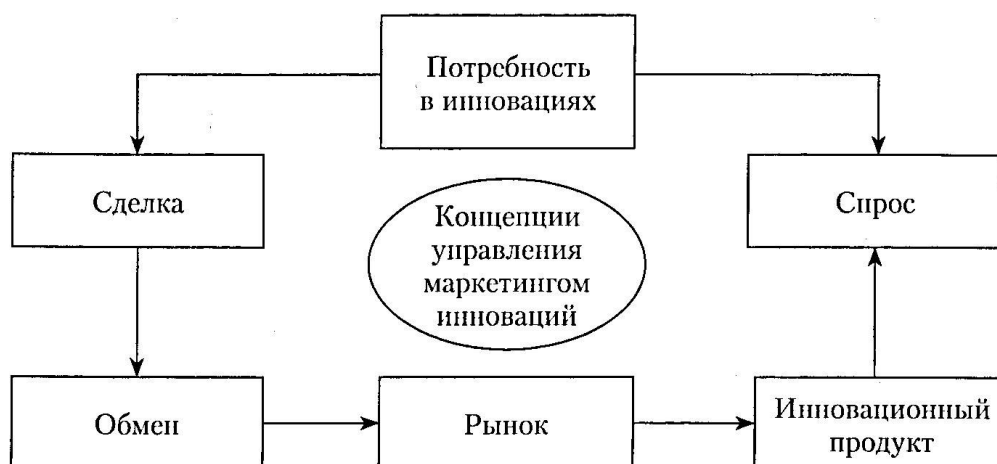 Потребность
в инновациях
Сделка
Спрос
Концепции
управления
маркетингом
инноваций
Обмен
Рынок
Инновационный
продукт